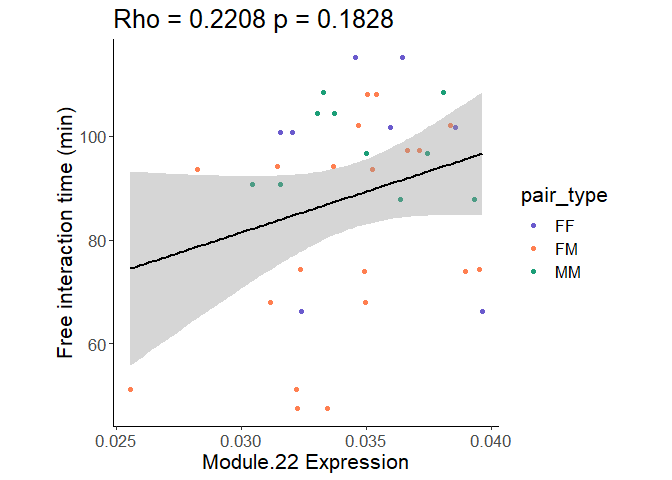 Rho = 0.2208 p = 0.1828
Free interaction time (min)
100
80
60
0.025 0.030 0.035 0.040
Module.22 Expression
pair_type
FF
FM
MM